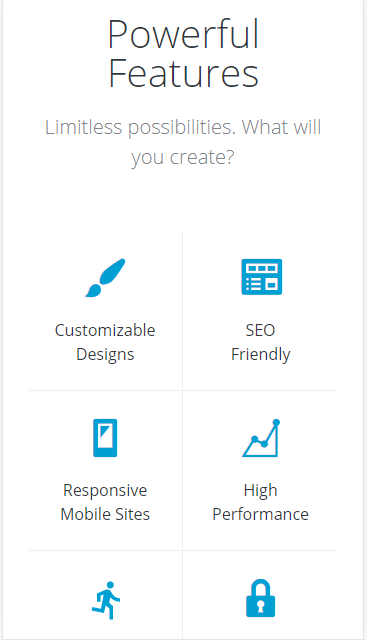 Powerful
Features
Limitless possibilities. What will
you create?
Customizable
Designs
SEO
Friendly
Responsive
Mobile Sites
High
Performance